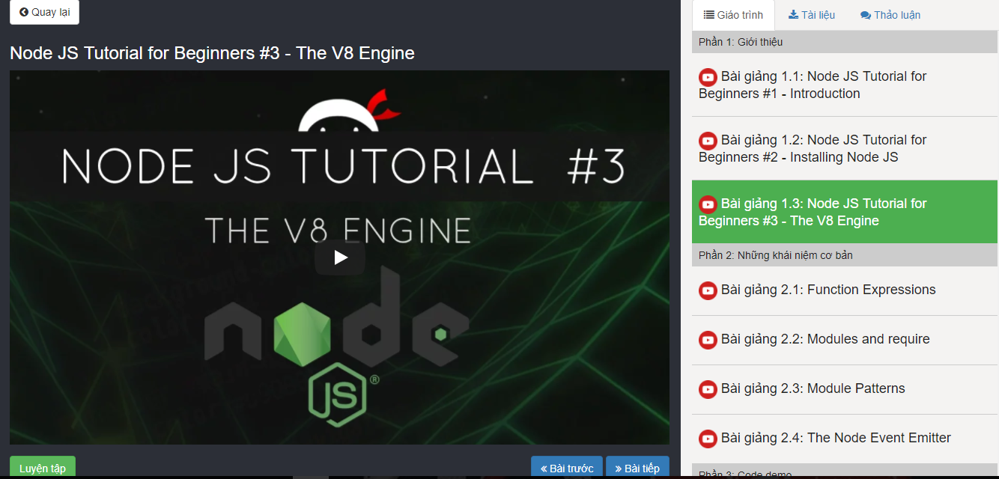 Quay lại
Node JS Tutorial for Beginners #3 - The V8 Engine
NODE JS TUTORIAL #3
THE V8 ENGINE
node
JS®
Luyện tập
« Bài trước
» Bài tiếp
Giáo trình
Tài liệu
Thảo luận
Phần 1: Giới thiệu
Bài giảng 1.1: Node JS Tutorial for
Beginners #1 - Introduction
Bài giảng 1.2: Node JS Tutorial for
Beginners #2 - Installing Node JS
Bài giảng 1.3: Node JS Tutorial for
Beginners #3 - The V8 Engine
Phần 2: Những khái niệm cơ bản
Bài giảng 2.1: Function Expressions
Bài giảng 2.2: Modules and require
Bài giảng 2.3: Module Patterns
Bài giảng 2.4: The Node Event Emitter
Phần 3: Code demo